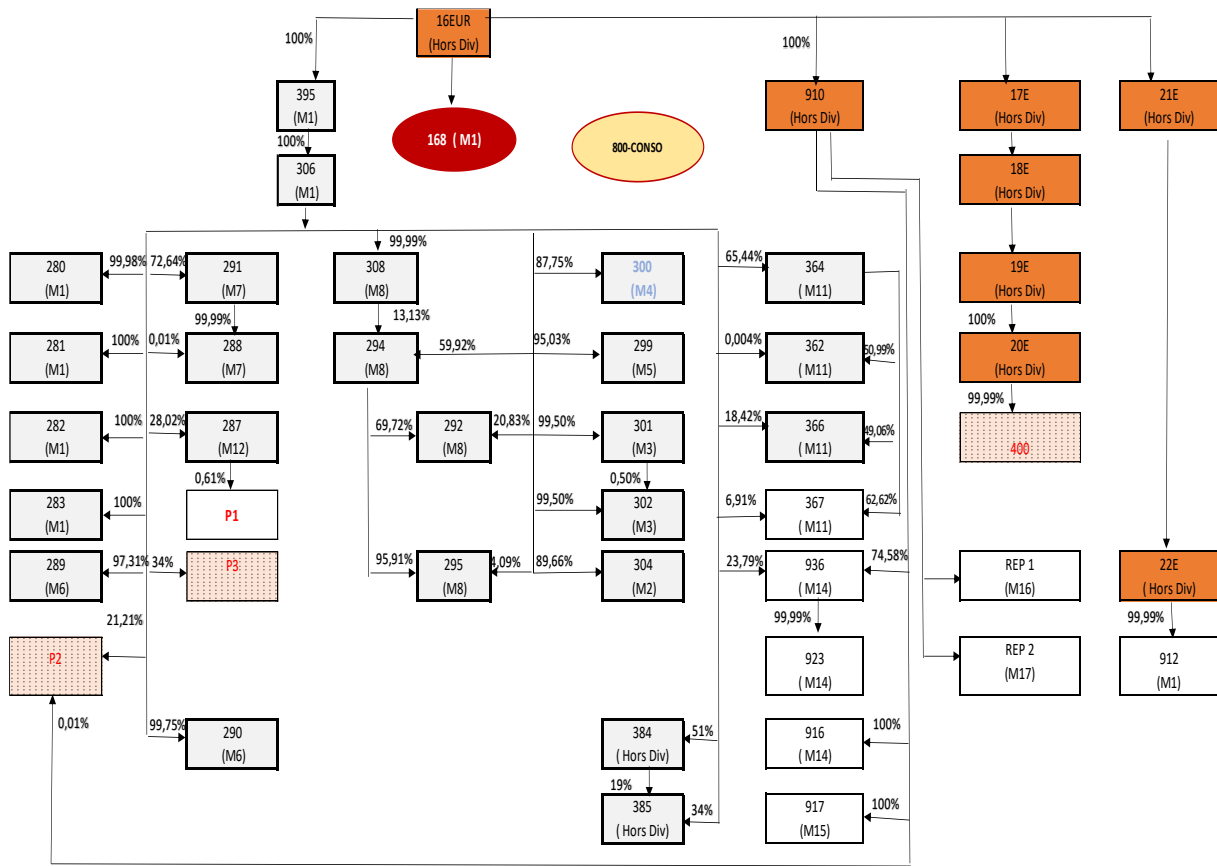 16EUR
(Hors Div)
100%
100%
395
(M1)
168 ( M1)
800-CONSO
910
(Hors Div)
17E
(Hors Div)
21E
(Hors Div)
100%
306
(M1)
18E
(Hors Div)
99,99%
280
(M1)
99,98%
72,64%
291
(M7)
308
(M8)
87,75%
300
(M4)
65,44%
364
( M11)
19E
(Hors Div)
99,99%
13,13%
100%
281
(M1)
100%
0,01%
288
(M7)
294
(M8)
59,92%
95,03%
299
(M5)
0,004%
362
(M11)
50,99%
20E
(Hors Div)
99,99%
282
(M1)
100%
28,02%
287
(M12)
69,72%
292
(M8)
20,83%
99,50%
301
(M3)
18,42%
366
( M11)
49,06%
400
0,61%
0,50%
283
(M1)
100%
P1
99,50%
302
(M3)
6,91%
367
(M11)
62,62%
289
(M6)
97,31%
34%
P3
95,91%
295
(M8)
4,09%
89,66%
304
(M2)
23,79%
936
(M14)
74,58%
REP 1
(M16)
22E
( Hors Div)
21,21%
99,99%
99,99%
P2
923
( M14)
REP 2
(M17)
912
(M1)
0,01%
99,75%
290
(M6)
384
( Hors Div)
51%
916
(M14)
100%
19%
385
( Hors Div)
34%
917
(M15)
100%